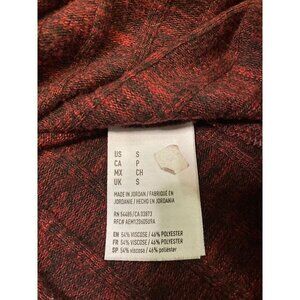 US S
CA P
MX CH
UK S
MADE IN JORDAN / FABRIQUÉ EN
JORDANIE / HECHO EN JORDANIA
RN 54485/CA 33873
EN 54% VISCOSE / 46% POLYESTER
FR 54% VISCOSE / 46% POLYESTER
SP 54% viscosa / 46% poliéster